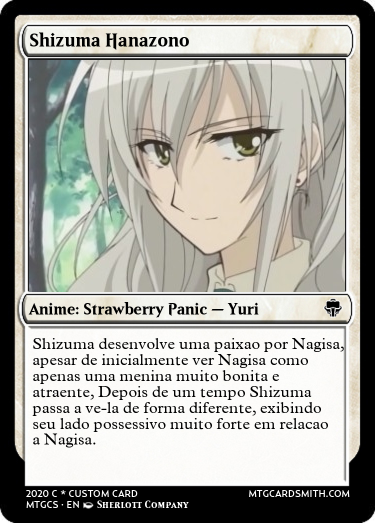 Shizuma Hanazono
Anime: Strawberry Panic — Yuri
Shizuma desenvolve uma paixao por Nagisa,
apesar de inicialmente ver Nagisa como
apenas uma menina muito bonita e
atraente, Depois de um tempo Shizuma
passa a ve-la de forma diferente, exibindo
seu lado possessivo muito forte em relacao
a Nagisa.
2020 C * CUSTOM CARD
MTGCARDSMITH.COM
MTGCS · EN SHERLOTT COMPANY